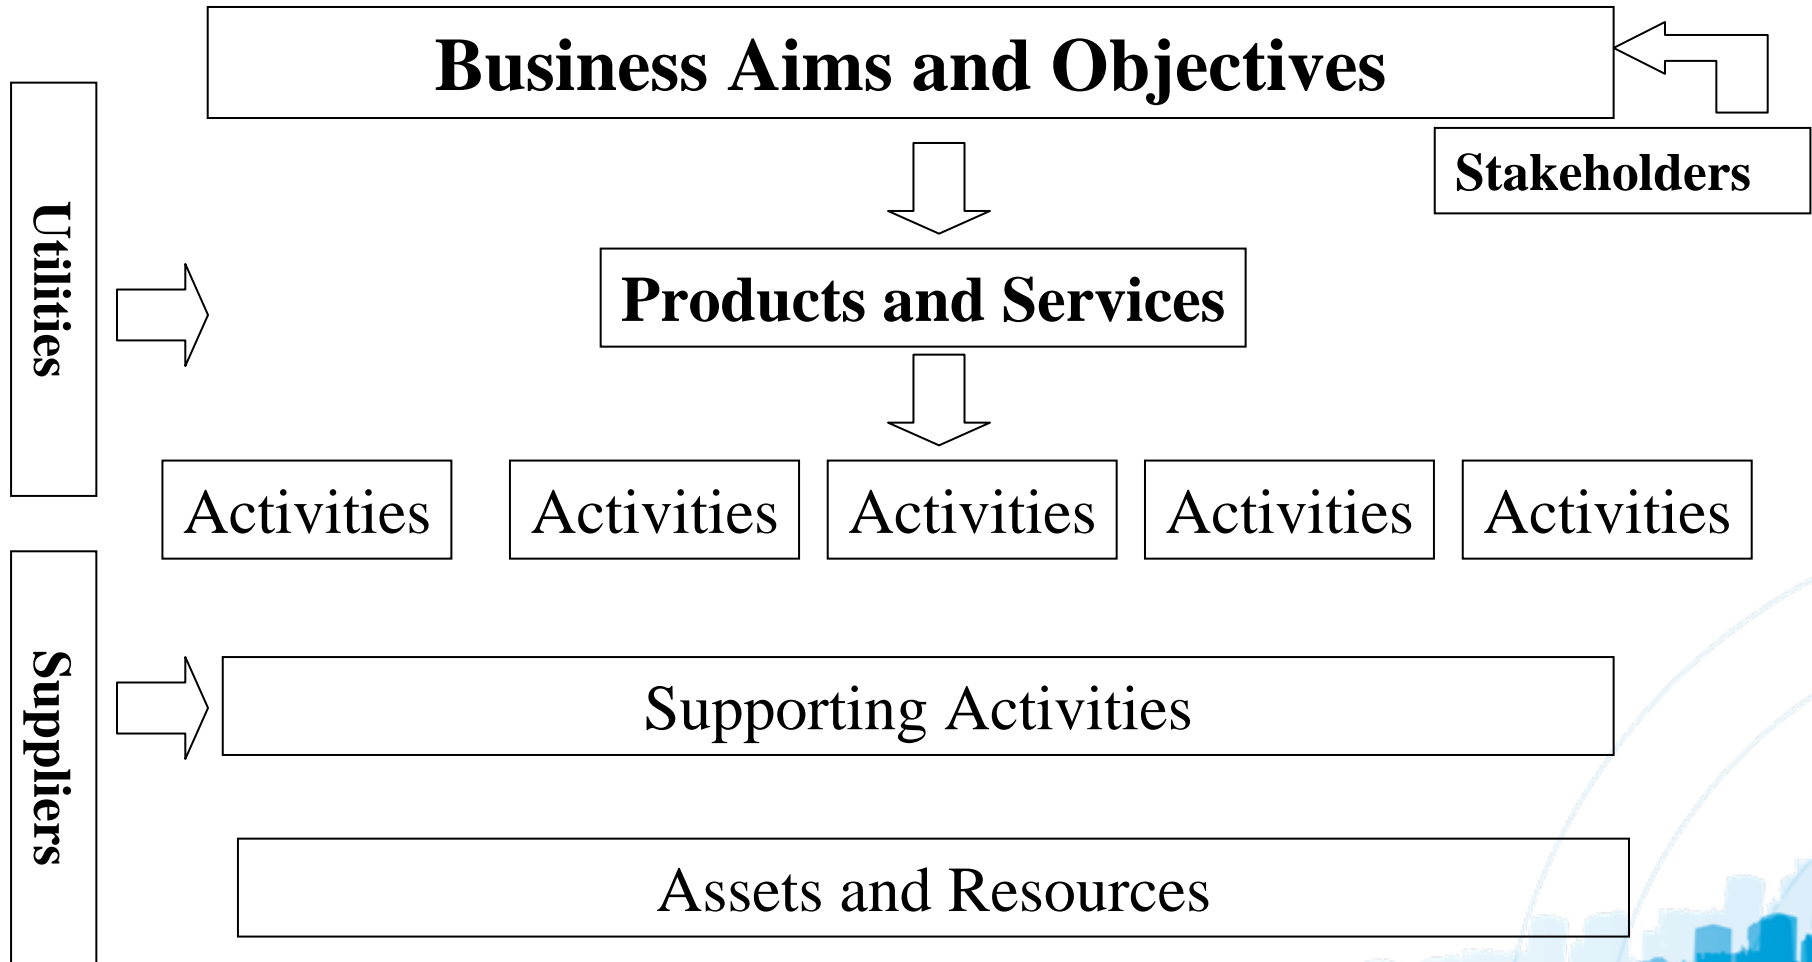 Business Aims and Objectives
Stakeholders
Utilities
Products and Services
Activities
Activities
Activities
Activities
Activities
Suppliers
Supporting Activities
Assets and Resources